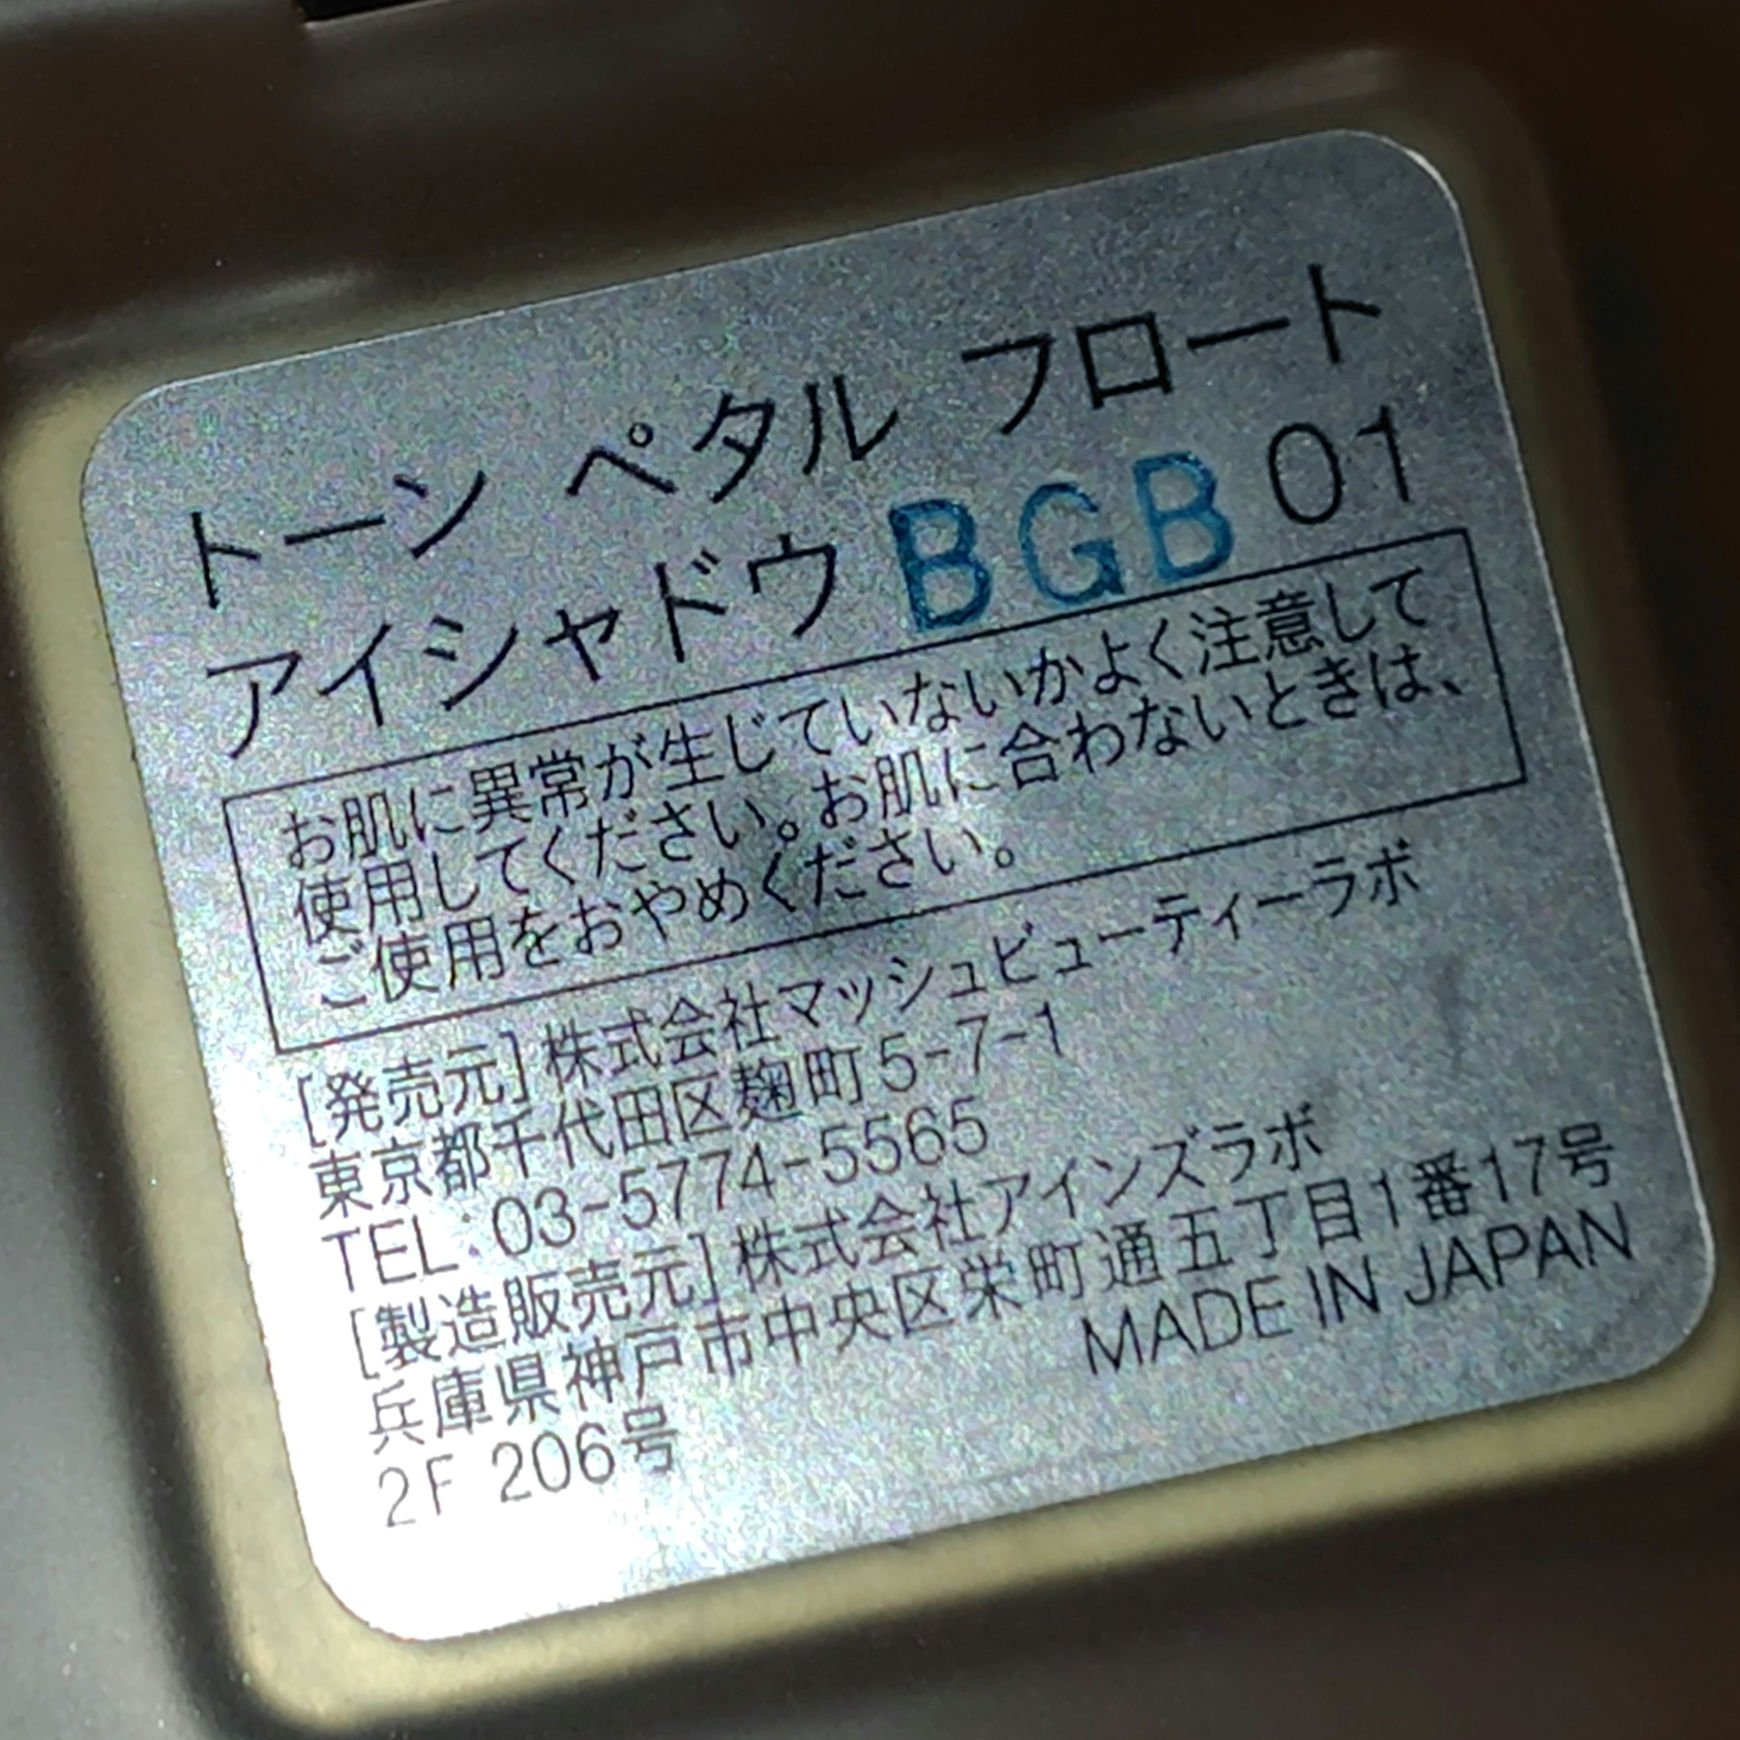 トーン ペタル フロート
アイシャドウ BGB 01
お肌に異常が生じていないかよく注意して
使用してください。お肌に合わないときは、
ご使用をおやめください。
[発売元]株式会社マッシュビューティーラボ
東京都千代田区麹町5-7-1
TEL:03-5774-5565
[製造販売元]株式会社アインズラボ
兵庫県神戸市中央区栄町通五丁目1番17号
2F 206号
MADE IN JAPAN